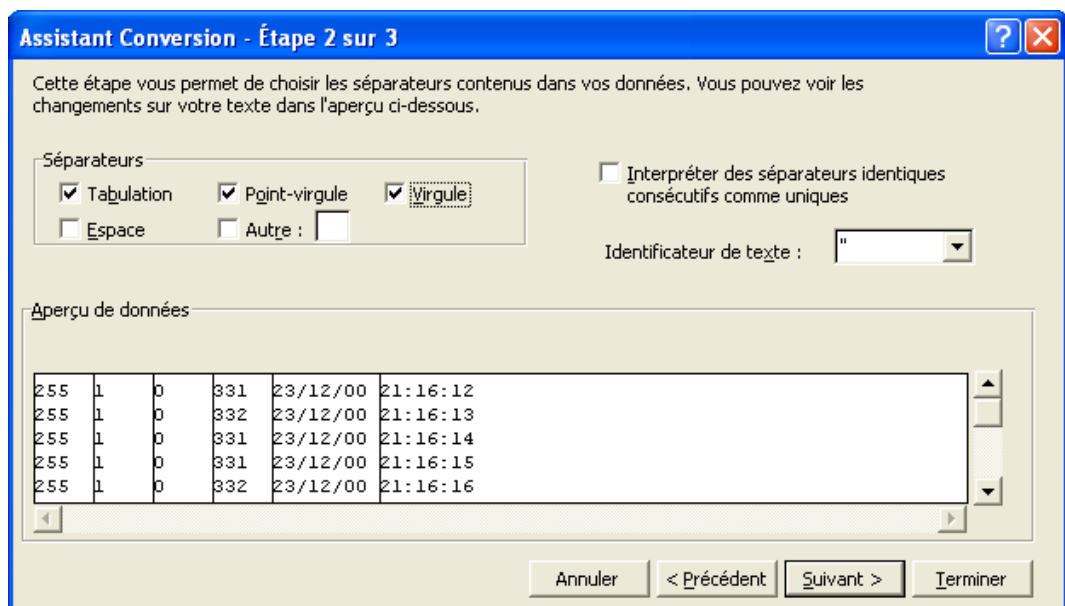 Assistant Conversion - Étape 2 sur 3
Cette étape vous permet de choisir les séparateurs contenus dans vos données. Vous pouvez voir les
changements sur votre texte dans l'aperçu ci-dessous.
Séparateurs
Tabulation Point-virgule Virgule
Espace Autre :
Interpréter des séparateurs identiques
consécutifs comme uniques
Identificateur de texte : "
Aperçu de données
255 1 0 331 23/12/00 21:16:12
255 1 0 332 23/12/00 21:16:13
255 1 0 331 23/12/00 21:16:14
255 1 0 331 23/12/00 21:16:15
255 1 0 332 23/12/00 21:16:16
Annuler < Précédent Suivant > Terminer